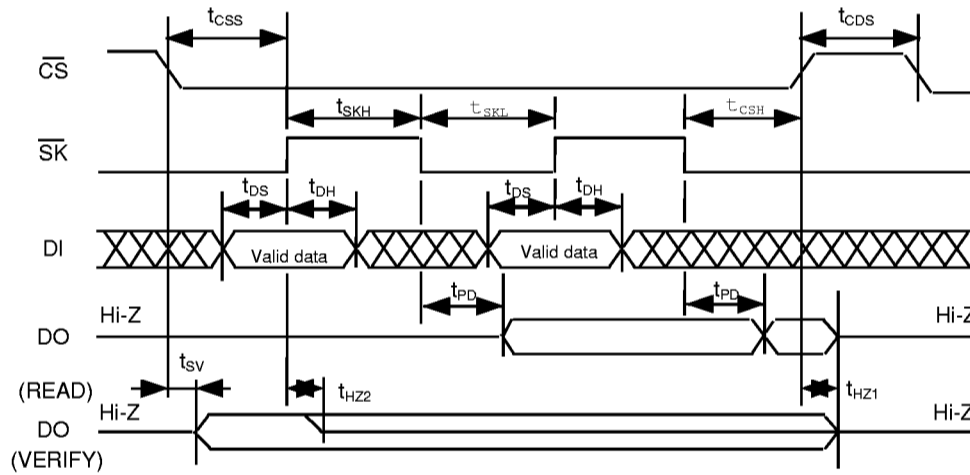 tCSS
tCDS
CS
tSKH
tSKL
tCSH
SK
tDS
tDH
tDS
tDH
DI
Valid data
Valid data
tPD
tPD
Hi-Z
Hi-Z
DO
tSV
(READ)
tHZ2
tHZ1
Hi-Z
Hi-Z
DO
(VERIFY)